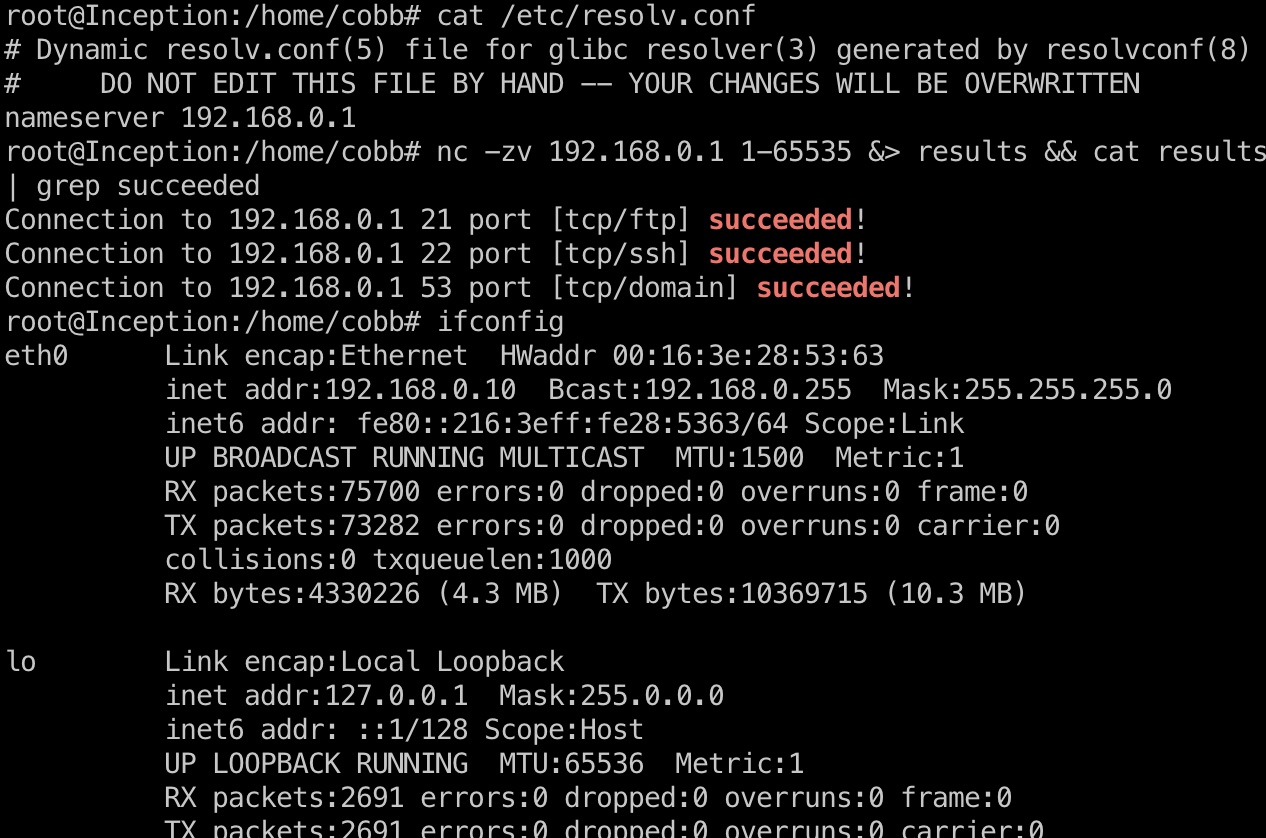 root@Inception:/home/cobb# cat /etc/resolv.conf
# Dynamic resolv.conf(5) file for glibc resolver(3) generated by resolvconf(8)
#     DO NOT EDIT THIS FILE BY HAND -- YOUR CHANGES WILL BE OVERWRITTEN
nameserver 192.168.0.1
root@Inception:/home/cobb# nc -zv 192.168.0.1 1-65535 &> results && cat results
| grep succeeded
Connection to 192.168.0.1 21 port [tcp/ftp] succeeded!
Connection to 192.168.0.1 22 port [tcp/ssh] succeeded!
Connection to 192.168.0.1 53 port [tcp/domain] succeeded!
root@Inception:/home/cobb# ifconfig
eth0      Link encap:Ethernet  HWaddr 00:16:3e:28:53:63
          inet addr:192.168.0.10  Bcast:192.168.0.255  Mask:255.255.255.0
          inet6 addr: fe80::216:3eff:fe28:5363/64 Scope:Link
          UP BROADCAST RUNNING MULTICAST  MTU:1500  Metric:1
          RX packets:75700 errors:0 dropped:0 overruns:0 frame:0
          TX packets:73282 errors:0 dropped:0 overruns:0 carrier:0
          collisions:0 txqueuelen:1000
          RX bytes:4330226 (4.3 MB)  TX bytes:10369715 (10.3 MB)

lo        Link encap:Local Loopback
          inet addr:127.0.0.1  Mask:255.0.0.0
          inet6 addr: ::1/128 Scope:Host
          UP LOOPBACK RUNNING  MTU:65536  Metric:1
          RX packets:2691 errors:0 dropped:0 overruns:0 frame:0
          TX packets:2691 errors:0 dropped:0 overruns:0 carrier:0